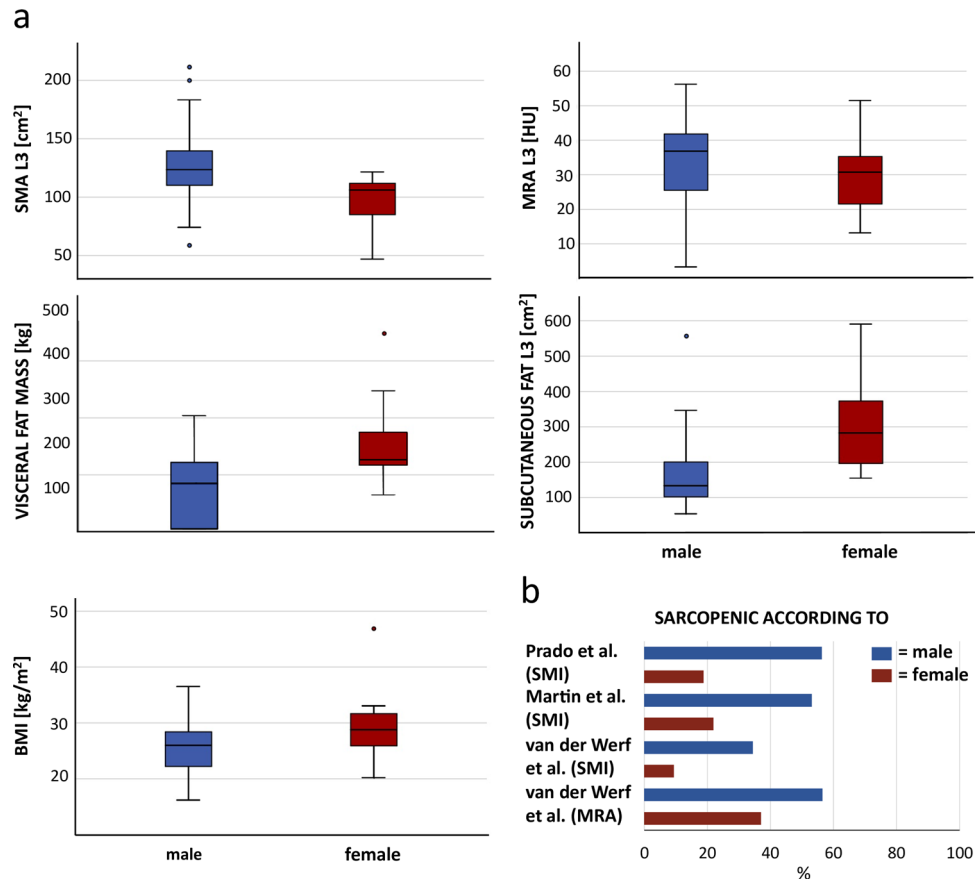 a
SMA L3 [cm²]
200
150
100
50
MRA L3 [HU]
60
50
40
30
20
10
VISCERAL FAT MASS [kg]
500
400
300
200
100
SUBCUTANEOUS FAT L3 [cm²]
600
500
400
300
200
100
male
female
BMI [kg/m²]
50
40
30
20
male
female
b
SARCOPENIC ACCORDING TO
Prado et al.
(SMI)
Martin et al.
(SMI)
van der Werf
et al. (SMI)
van der Werf
et al. (MRA)
= male
= female
0 20 40 60 80 100
%